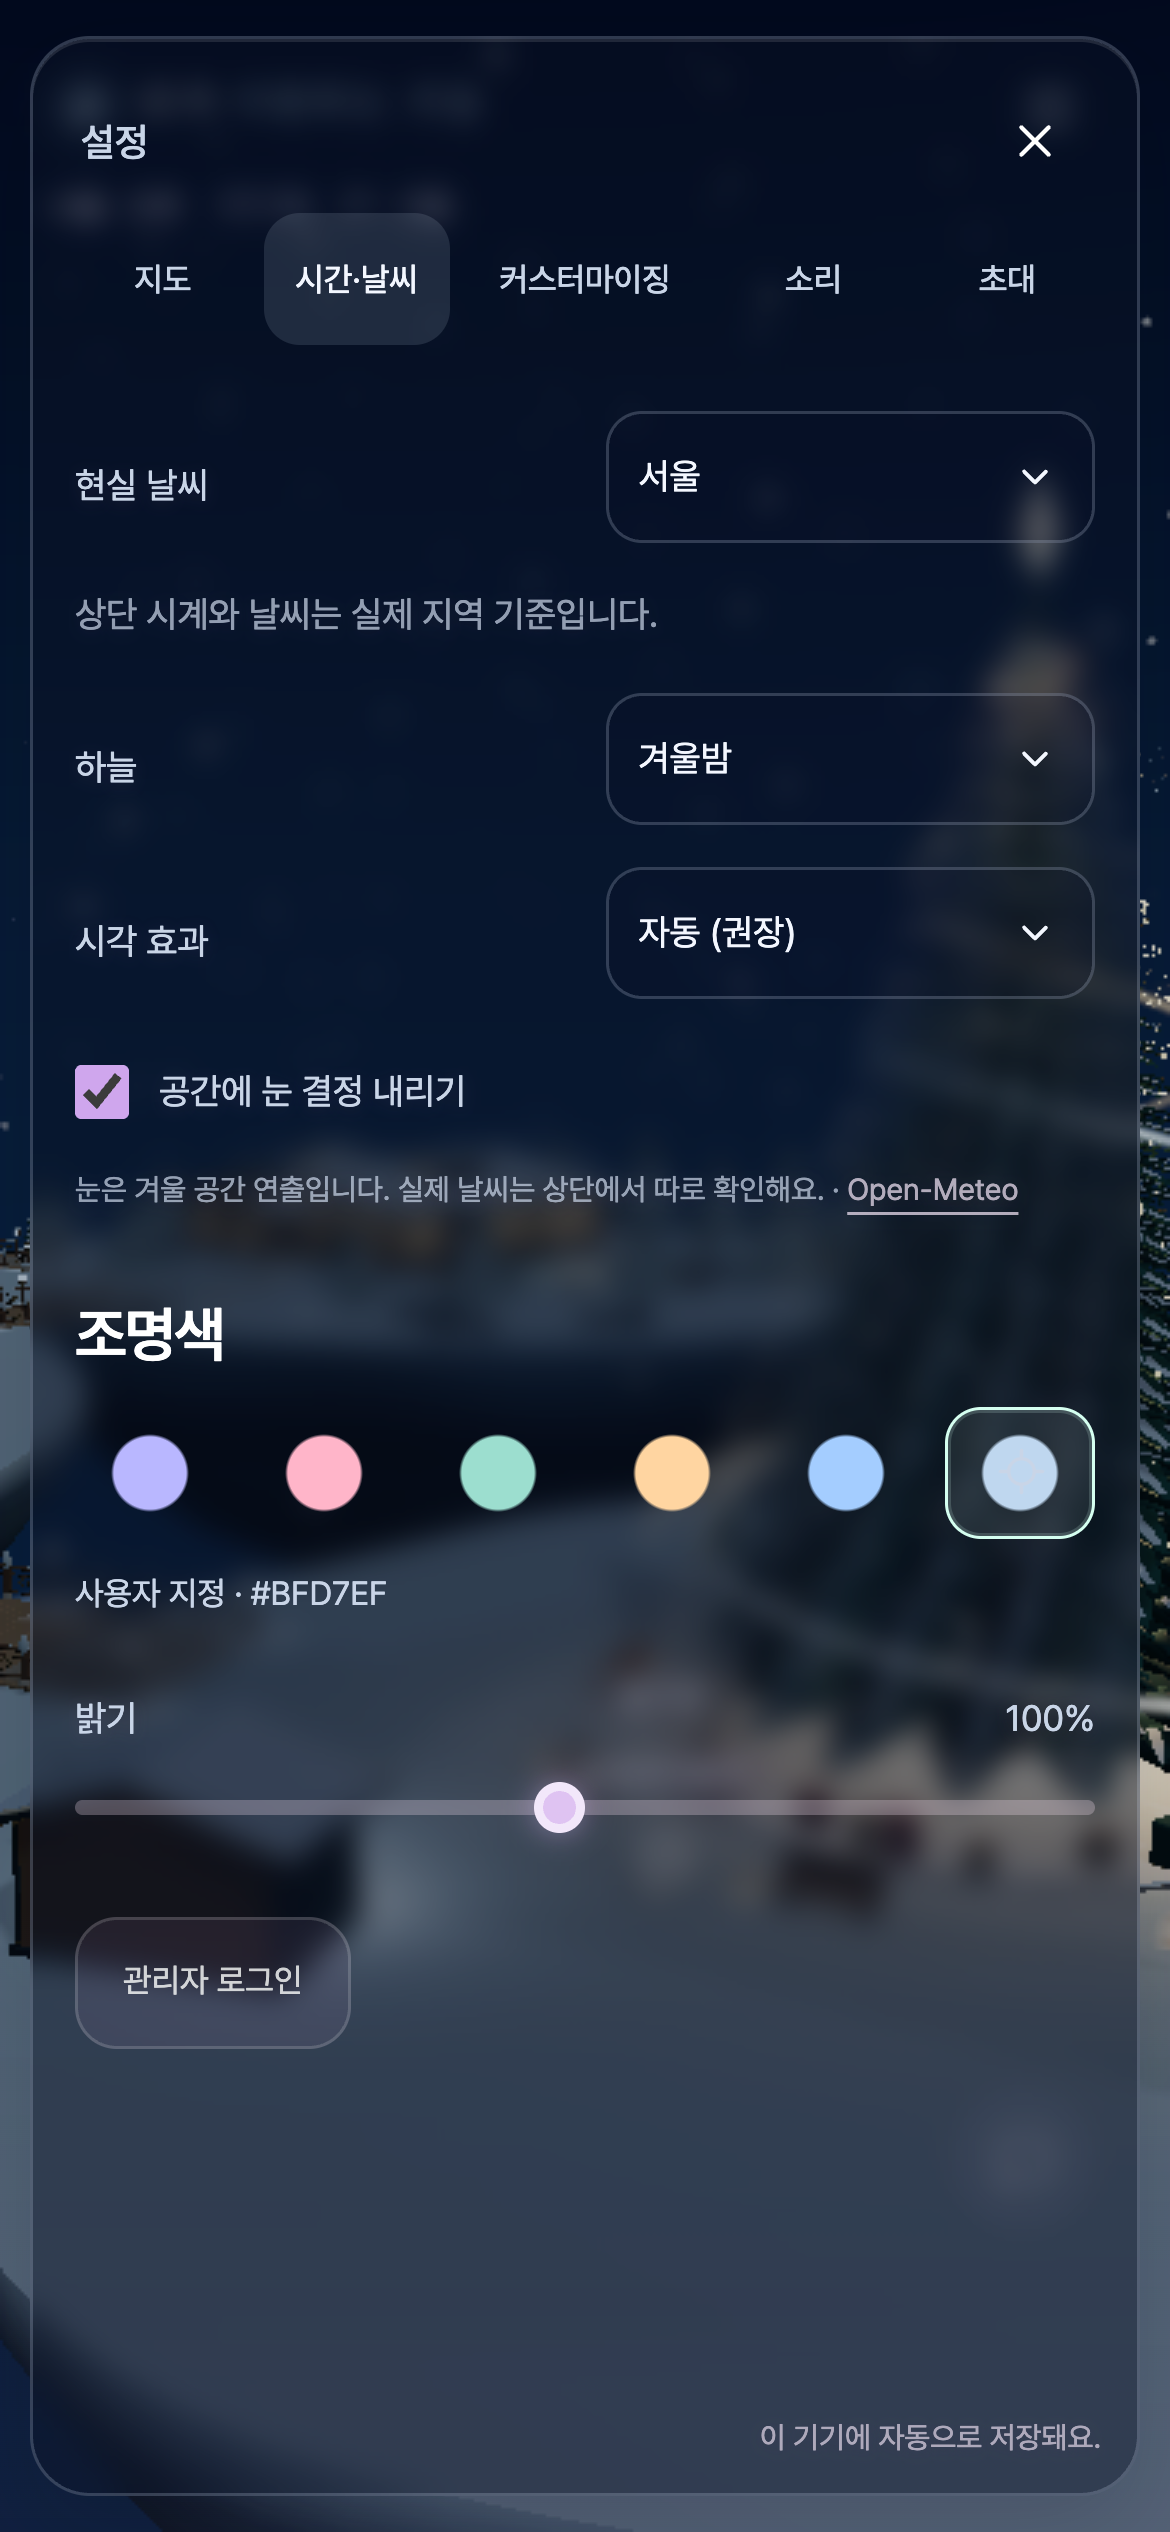 설정
지도 시간·날씨 커스터마이징 소리 초대
현실 날씨 서울
상단 시계와 날씨는 실제 지역 기준입니다.
하늘 겨울밤
시각 효과 자동 (권장)
공간에 눈 결정 내리기
눈은 겨울 공간 연출입니다. 실제 날씨는 상단에서 따로 확인해요. · Open-Meteo
조명색
사용자 지정 · #BFD7EF
밝기 100%
관리자 로그인
이 기기에 자동으로 저장돼요.